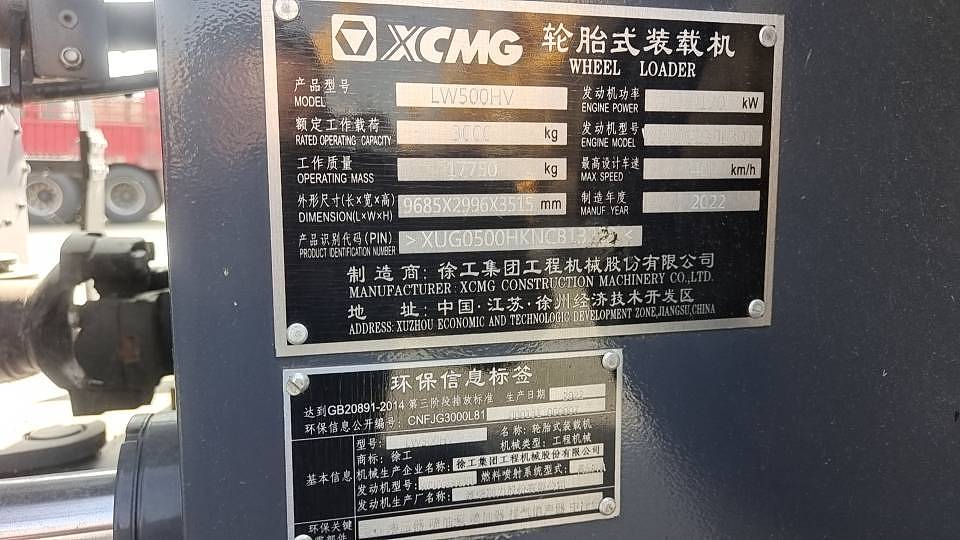 XCMG 轮胎式装载机
WHEEL LOADER
产品型号 LW500HV 发动机功率 kW
MODEL ENGINE POWER
额定工作载荷 kg 发动机型号
RATED OPERATING CAPACITY ENGINE MODEL
工作质量 17750 kg 最高设计车速 km/h
OPERATING MASS MAX SPEED
外形尺寸(长×宽×高) 9685X2996X3515 mm 制造年度 2022
DIMENSION(L×W×H) MANUF YEAR
产品识别代码(PIN) >XUG0500HKNCB13 <
PRODUCT IDENTIFICATION NUMBER
制造商:徐工集团工程机械股份有限公司
MANUFACTURER:XCMG CONSTRUCTION MACHINERY CO.,LTD.
地 址:中国·江苏·徐州经济技术开发区
ADDRESS: XUZHOU ECONOMIC AND TECHNOLOGIC DEVELOPMENT ZONE,JIANGSU,CHINA
环保信息标签
达到GB20891-2014 第三阶段排放标准 生产日期
环保信息公开编号: CNFJG3000L81
型号: 名称:轮胎式装载机
商标:徐工 机械类型:工程机械
基本信息 机械生产企业名称:徐工集团工程机械股份有限公司
发动机型号: 燃料喷射系统型式:
发动机生产厂名称:
环保关键
零部件